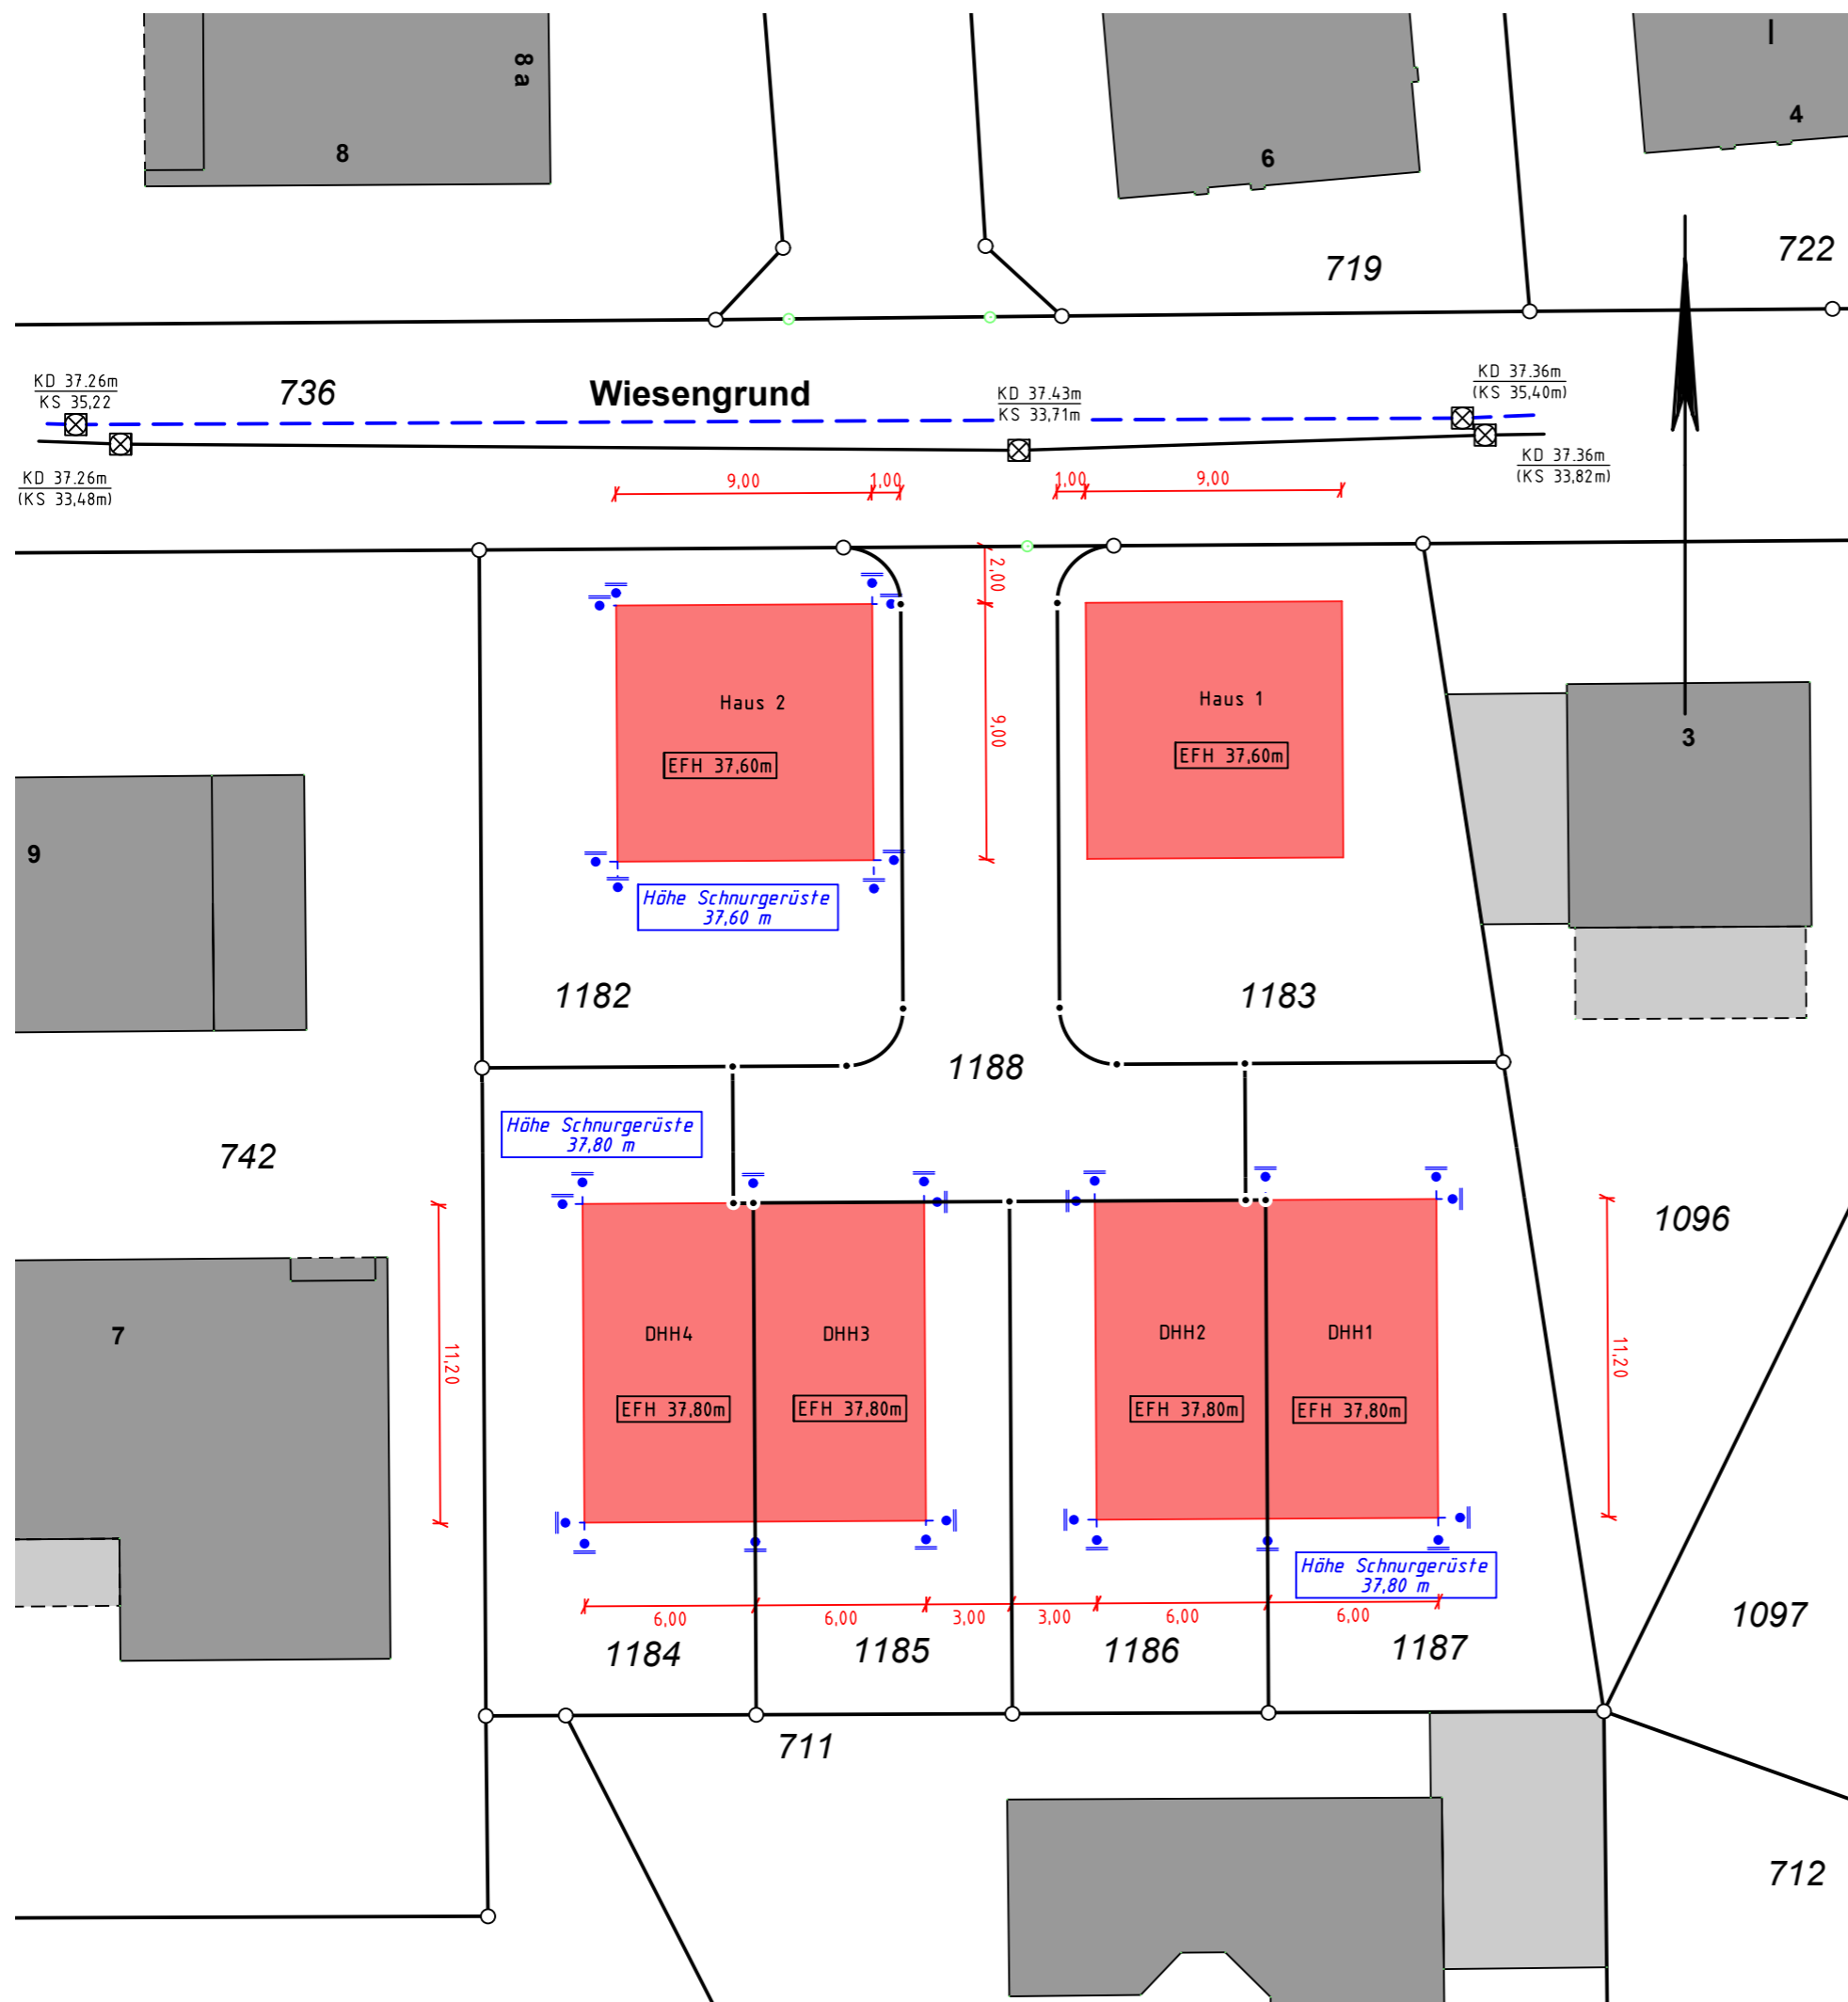 8 a
8
6
I
4
719
722
KD 37.26m
KS 35,22
736
Wiesengrund
KD 37.43m
KS 33,71m
KD 37.36m
(KS 35,40m)
KD 37.26m
(KS 33,48m)
KD 37.36m
(KS 33,82m)
9,00
1,00
1,00
9,00
2,00
Haus 2
EFH 37,60m
9,00
Haus 1
EFH 37,60m
3
9
Höhe Schnurgerüste
37,60 m
1182
1183
1188
Höhe Schnurgerüste
37,80 m
742
1096
7
11,20
DHH4
EFH 37,80m
DHH3
EFH 37,80m
DHH2
EFH 37,80m
DHH1
EFH 37,80m
11,20
Höhe Schnurgerüste
37,80 m
6,00
6,00
3,00
3,00
6,00
6,00
1184
1185
1186
1187
1097
711
712